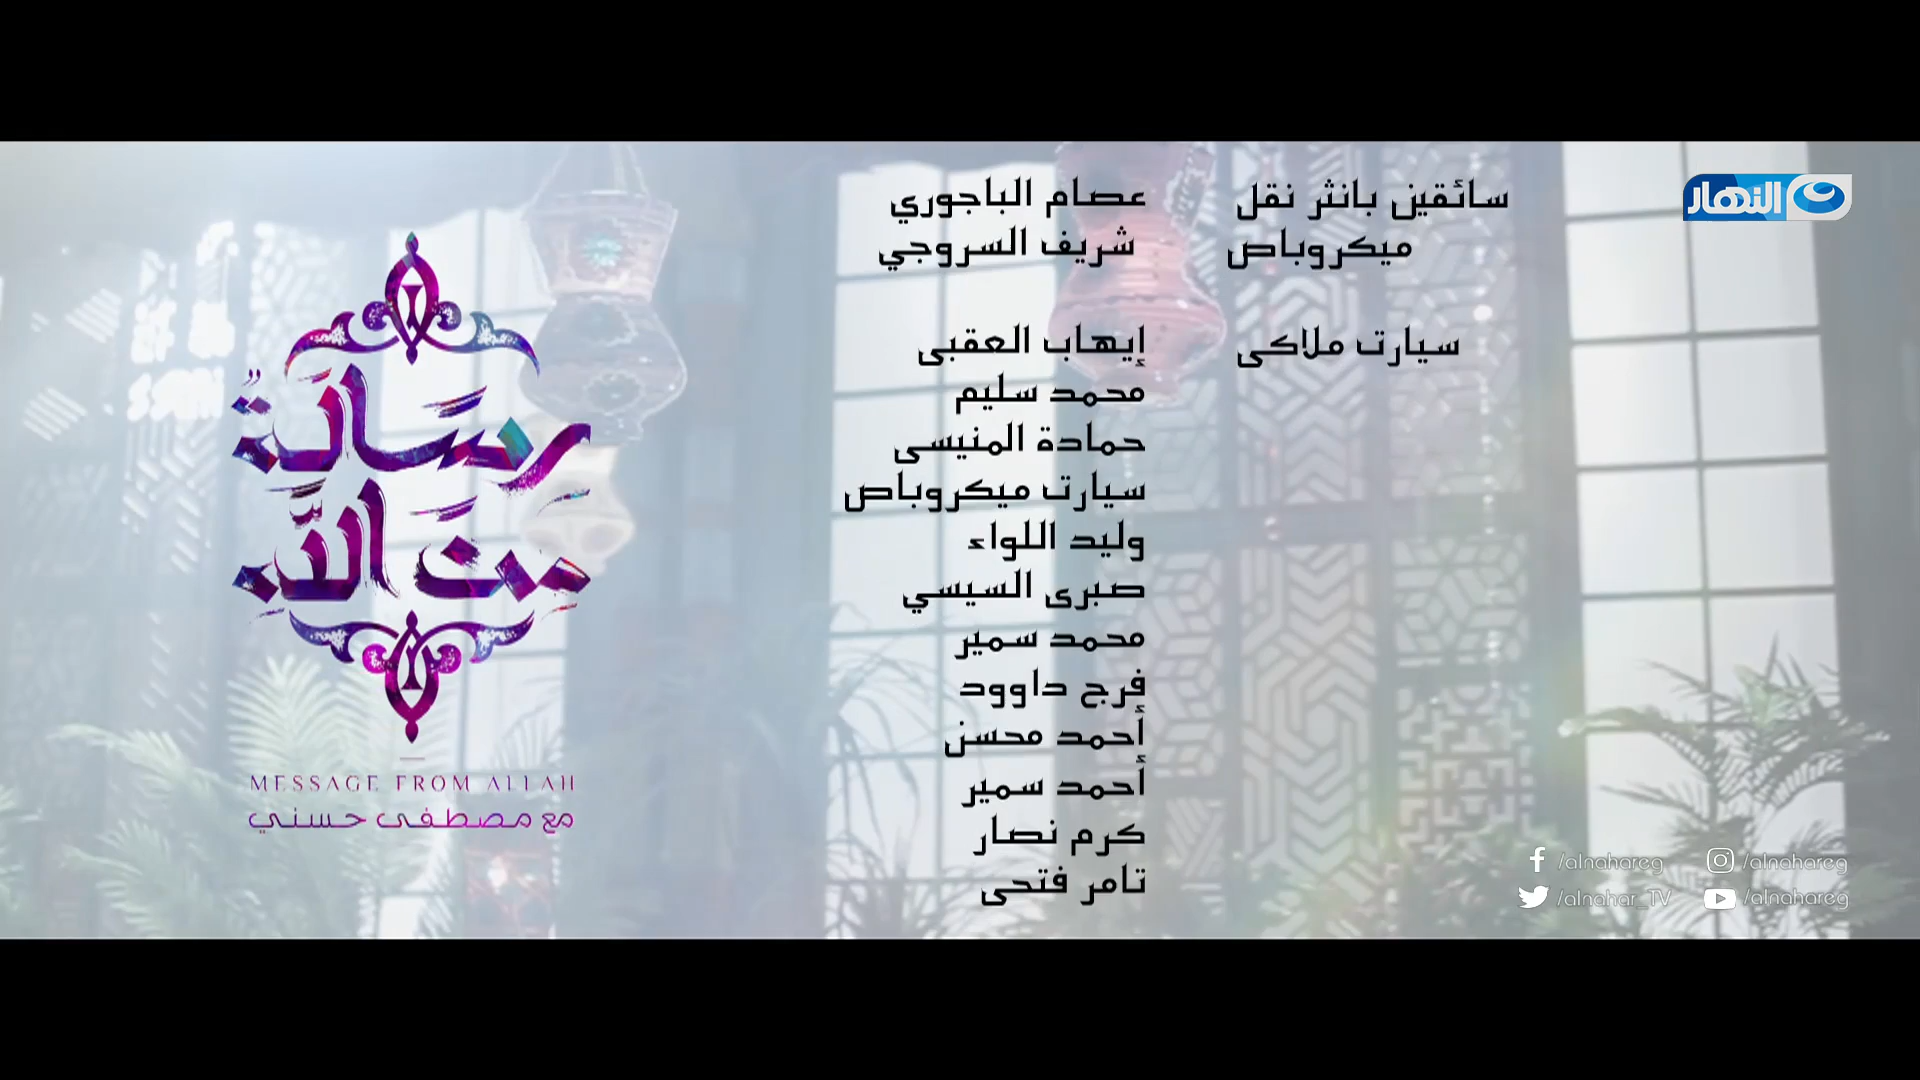 النهار
سائقين بانثر نقل
عصام الباجوري
ميكروباص
شريف السروجي
سيارت ملاكى
إيهاب العقبى
محمد سليم
حمادة المنيسى
سيارت ميكروباص
وليد اللواء
صبرى السيسي
محمد سمير
فرج داوود
أحمد محسن
أحمد سمير
كرم نصار
تامر فتحى
رسالةٌ
منَ اللَّهِ
MESSAGE FROM ALLAH
مع مصطفى حسني
/alnahareg
/alnahareg
/alnahar_TV
/alnahareg